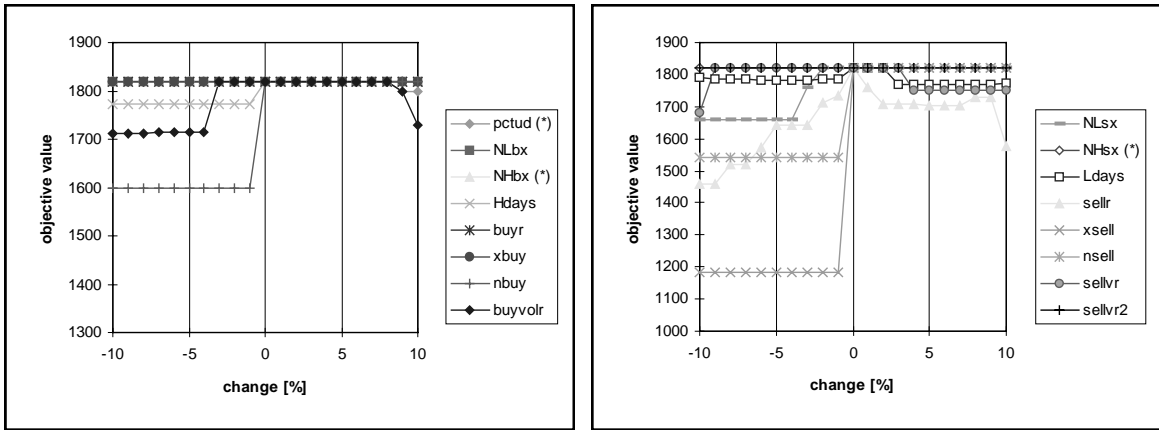 1900
1800
1700
1600
1500
1400
1300
objective value
-10 -5 0 5 10
change [%]
pctud (*)
NLbx
NHbx (*)
Hdays
buyr
xbuy
nbuy
buyvolr
1900
1800
1700
1600
1500
1400
1300
1200
1100
1000
objective value
-10 -5 0 5 10
change [%]
NLsx
NHsx (*)
Ldays
sellr
xsell
nsell
sellvr
sellvr2